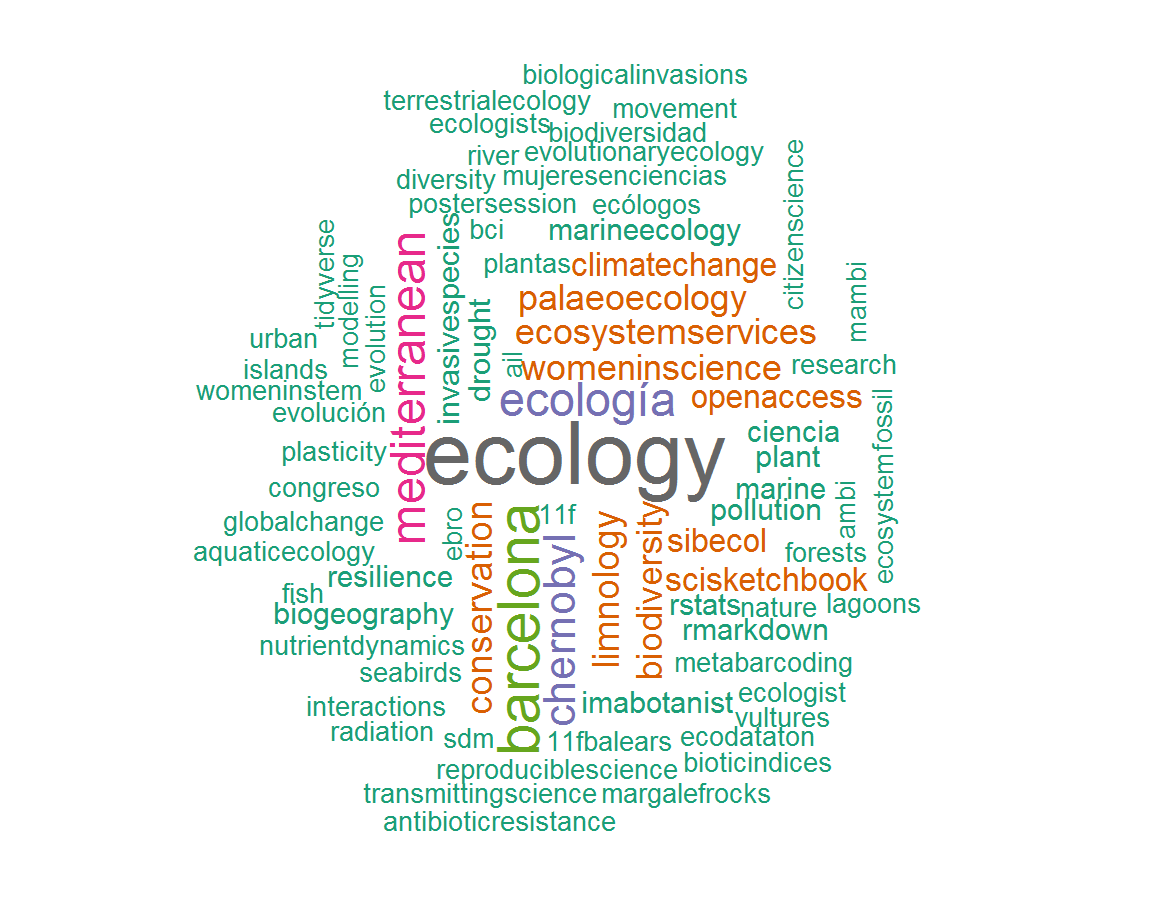 biologicalinvasions
terrestrialecology
movement
ecologists
biodiversidad
river
evolutionaryecology
diversity
mujeresenciencias
postersession
ecólogos
bci
marineecology
citizenscience
tidyverse
modelling
evolution
mediterranean
invasivespecies
drought
plantas
climatechange
palaeoecology
mambi
ecosystemservices
urban
islands
ail
womeninscience
research
womeninstem
ecología
openaccess
evolución
ecology
ciencia
fossil
plasticity
plant
congreso
marine
ambi
ecosystem
globalchange
ebro
conservation
barcelona
11f
chernobyl
limnology
biodiversity
pollution
sibecol
aquaticecology
forests
resilience
scisketchbook
fish
biogeography
rstats
nature
lagoons
rmarkdown
nutrientdynamics
metabarcoding
seabirds
interactions
imabotanist
ecologist
vultures
radiation
sdm
11fbalears
ecodataton
reproduciblescience
bioticindices
transmittingscience
margalefrocks
antibioticresistance